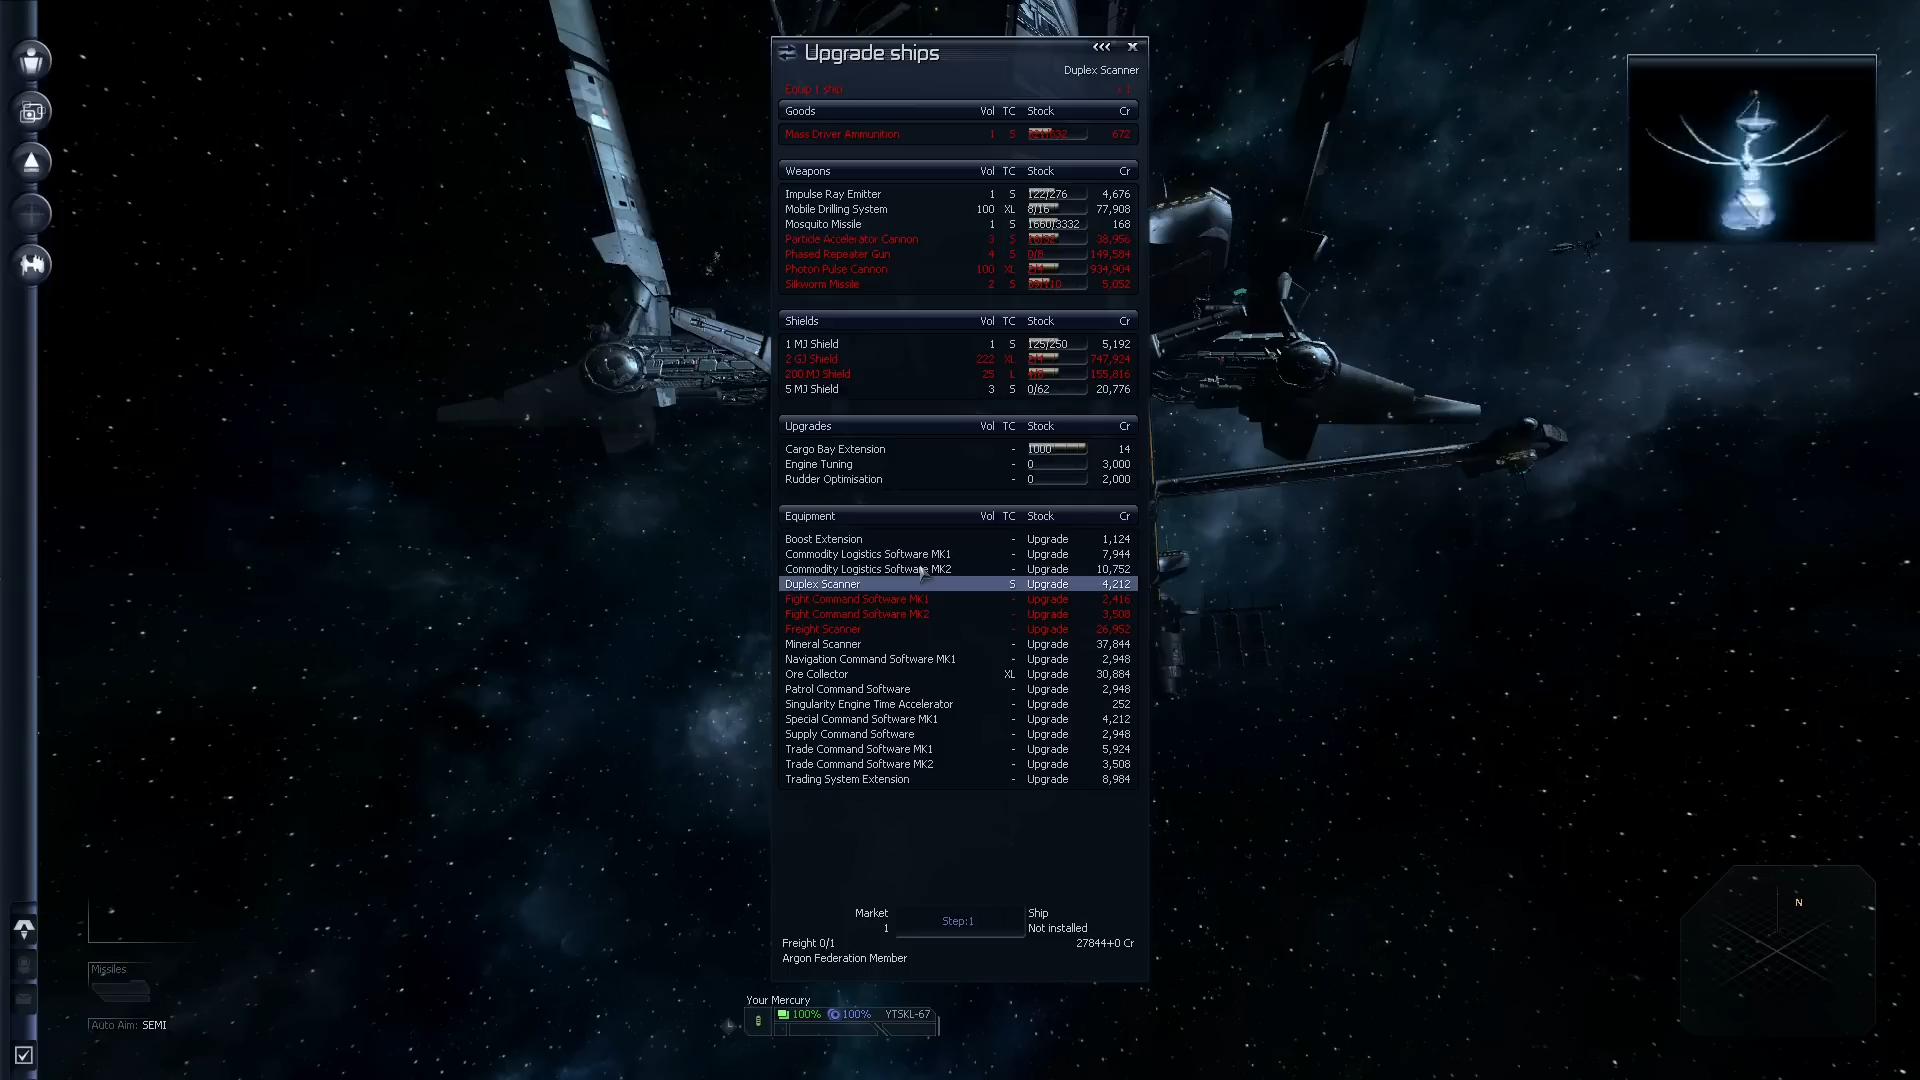 Upgrade ships
Duplex Scanner
Equip 1 ship x 1
Goods Vol TC Stock Cr
Mass Driver Ammunition 1 S 672
Weapons Vol TC Stock Cr
Impulse Ray Emitter 1 S 122/276 4,676
Mobile Drilling System 100 XL 8/16 77,908
Mosquito Missile 1 S 1660/3332 168
Particle Accelerator Cannon 3 S 38,956
Phased Repeater Gun 4 S 0/8 149,584
Photon Pulse Cannon 100 XL 2/4 934,904
Silkworm Missile 2 S 5,052
Shields Vol TC Stock Cr
1 MJ Shield 1 S 125/250 5,192
2 GJ Shield 222 XL 2/4 747,924
200 MJ Shield 25 L 4/8 155,816
5 MJ Shield 3 S 0/62 20,776
Upgrades Vol TC Stock Cr
Cargo Bay Extension - 1000 14
Engine Tuning - 0 3,000
Rudder Optimisation - 0 2,000
Equipment Vol TC Stock Cr
Boost Extension - Upgrade 1,124
Commodity Logistics Software MK1 - Upgrade 7,944
Commodity Logistics Software MK2 - Upgrade 10,752
Duplex Scanner S Upgrade 4,212
Fight Command Software MK1 - Upgrade 2,416
Fight Command Software MK2 - Upgrade 3,508
Freight Scanner - Upgrade 26,952
Mineral Scanner - Upgrade 37,844
Navigation Command Software MK1 - Upgrade 2,948
Ore Collector XL Upgrade 30,884
Patrol Command Software - Upgrade 2,948
Singularity Engine Time Accelerator - Upgrade 252
Special Command Software MK1 - Upgrade 4,212
Supply Command Software - Upgrade 2,948
Trade Command Software MK1 - Upgrade 5,924
Trade Command Software MK2 - Upgrade 3,508
Trading System Extension - Upgrade 8,984
Market Ship
1 Step:1 Not installed
Freight 0/1 27844+0 Cr
Argon Federation Member
Your Mercury
100% 100% YTSKL-67
Missiles
Auto Aim: SEMI
N